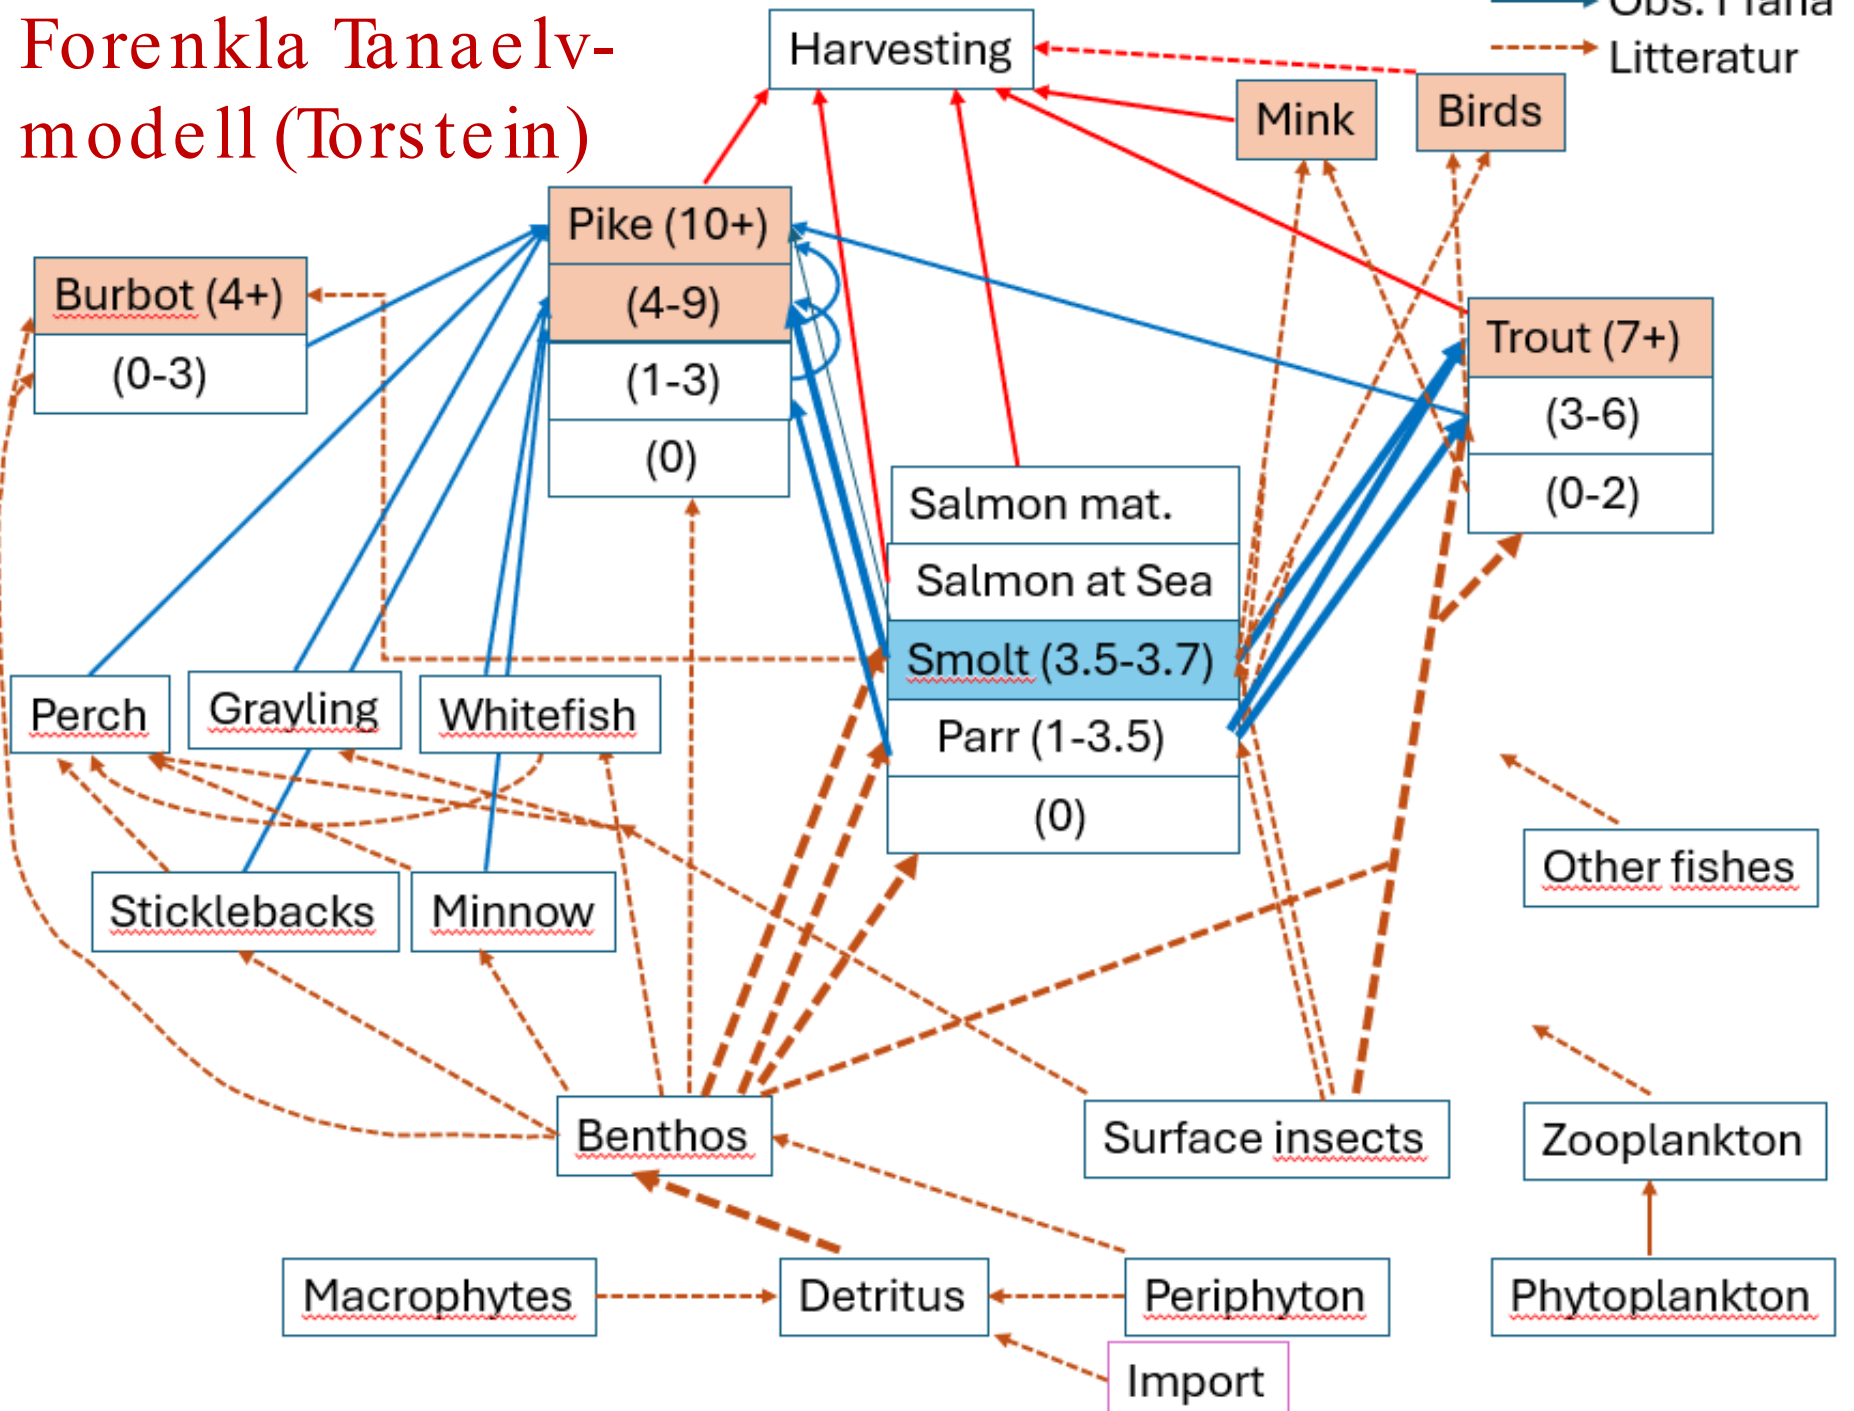 Forenkla Tanaelv-
modell (Torstein)
Harvesting
Litteratur
Mink
Birds
Pike (10+)
(4-9)
(1-3)
(0)
Burbot (4+)
(0-3)
Trout (7+)
(3-6)
(0-2)
Salmon mat.
Salmon at Sea
Smolt (3.5-3.7)
Parr (1-3.5)
(0)
Perch
Grayling
Whitefish
Sticklebacks
Minnow
Other fishes
Benthos
Surface insects
Zooplankton
Macrophytes
Detritus
Periphyton
Phytoplankton
Import